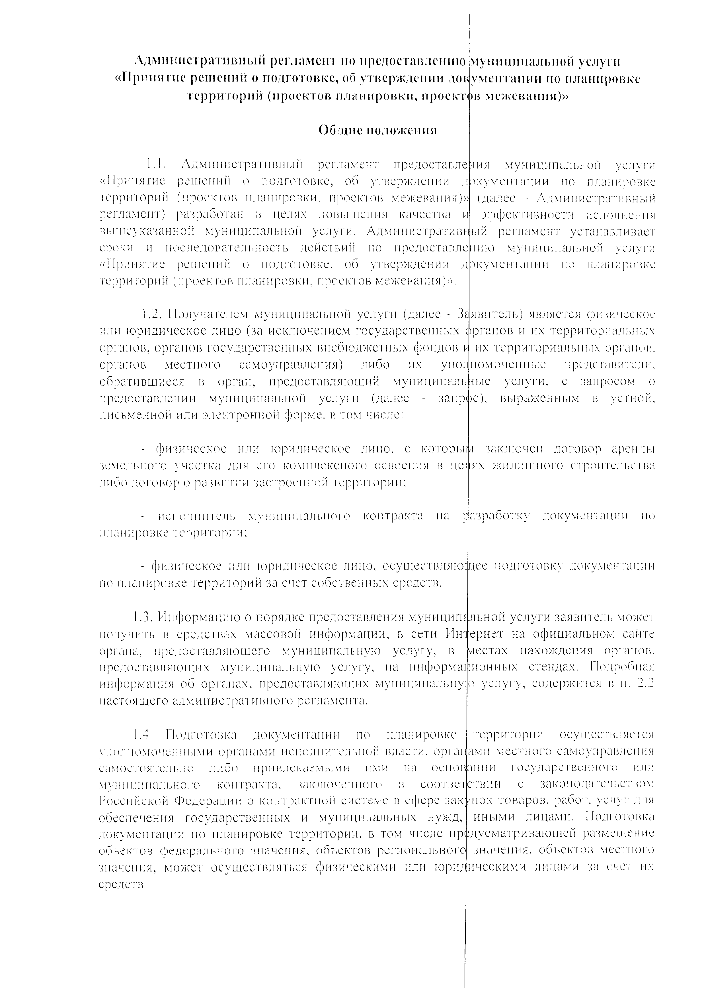 Административный регламент по предоставлению муниципальной услуги
«Принятие решений о подготовке, об утверждении документации по планировке
территорий (проектов планировки, проектов межевания)»
Общие положения
1.1. Административный регламент предоставления муниципальной услуги
«Принятие решений о подготовке, об утверждении документации по планировке
территорий (проектов планировки, проектов межевания)» (далее - Административный
регламент) разработан в целях повышения качества и эффективности исполнения
вышеуказанной муниципальной услуги. Административный регламент устанавливает
сроки и последовательность действий по предоставлению муниципальной услуги
«Принятие решений о подготовке, об утверждении документации по планировке
территорий (проектов планировки, проектов межевания)».
1.2. Получателем муниципальной услуги (далее - Заявитель) является физическое
или юридическое лицо (за исключением государственных органов и их территориальных
органов, органов государственных внебюджетных фондов и их территориальных органов,
органов местного самоуправления) либо их уполномоченные представители,
обратившиеся в орган, предоставляющий муниципальные услуги, с запросом о
предоставлении муниципальной услуги (далее - запрос), выраженным в устной,
письменной или электронной форме, в том числе:
- физическое или юридическое лицо, с которым заключен договор аренды
земельного участка для его комплексного освоения в целях жилищного строительства
либо договор о развитии застроенной территории;
- исполнитель муниципального контракта на разработку документации по
планировке территории;
- физическое или юридическое лицо, осуществляющее подготовку документации
по планировке территорий за счет собственных средств.
1.3. Информацию о порядке предоставления муниципальной услуги заявитель может
получить в средствах массовой информации, в сети Интернет на официальном сайте
органа, предоставляющего муниципальную услугу, в местах нахождения органов,
предоставляющих муниципальную услугу, на информационных стендах. Подробная
информация об органах, предоставляющих муниципальную услугу, содержится в п. 2.2
настоящего административного регламента.
1.4 Подготовка документации по планировке территории осуществляется
уполномоченными органами исполнительной власти, органами местного самоуправления
самостоятельно либо привлекаемыми ими на основании государственного или
муниципального контракта, заключенного в соответствии с законодательством
Российской Федерации о контрактной системе в сфере закупок товаров, работ, услуг для
обеспечения государственных и муниципальных нужд, иными лицами. Подготовка
документации по планировке территории, в том числе предусматривающей размещение
объектов федерального значения, объектов регионального значения, объектов местного
значения, может осуществляться физическими или юридическими лицами за счет их
средств